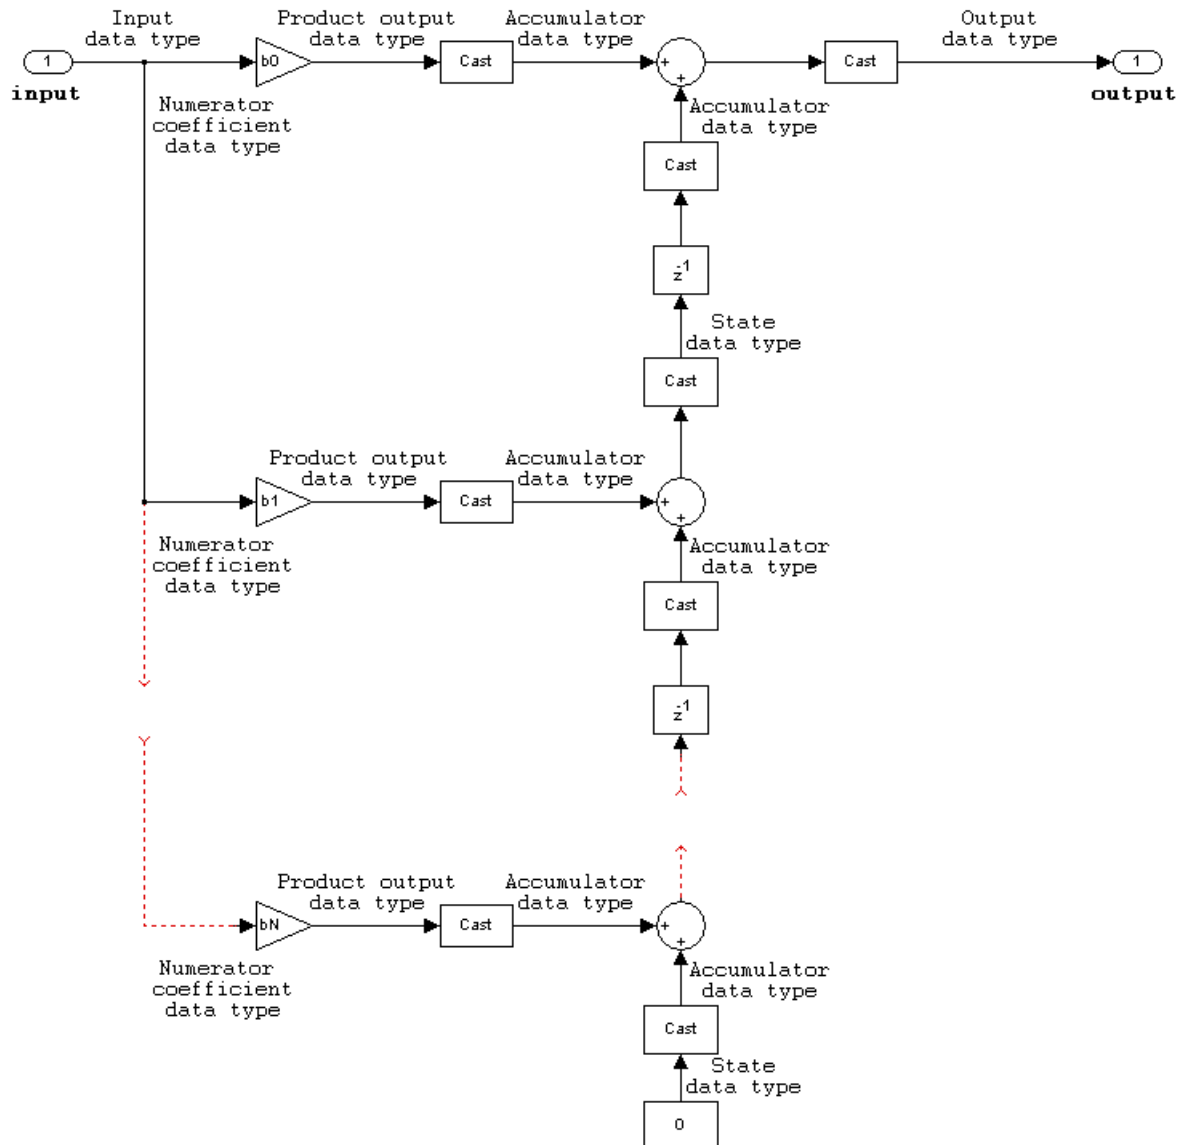 Input
data type
Product output
data type
Accumulator
data type
Output
data type
1
input
b0
Cast
+
+
Cast
1
output
Numerator
coefficient
data type
Accumulator
data type
Cast
z-1
State
data type
Cast
Product output
data type
Accumulator
data type
b1
Cast
+
+
Numerator
coefficient
data type
Accumulator
data type
Cast
z-1
Product output
data type
Accumulator
data type
bN
Cast
+
+
Numerator
coefficient
data type
Accumulator
data type
Cast
State
data type
0